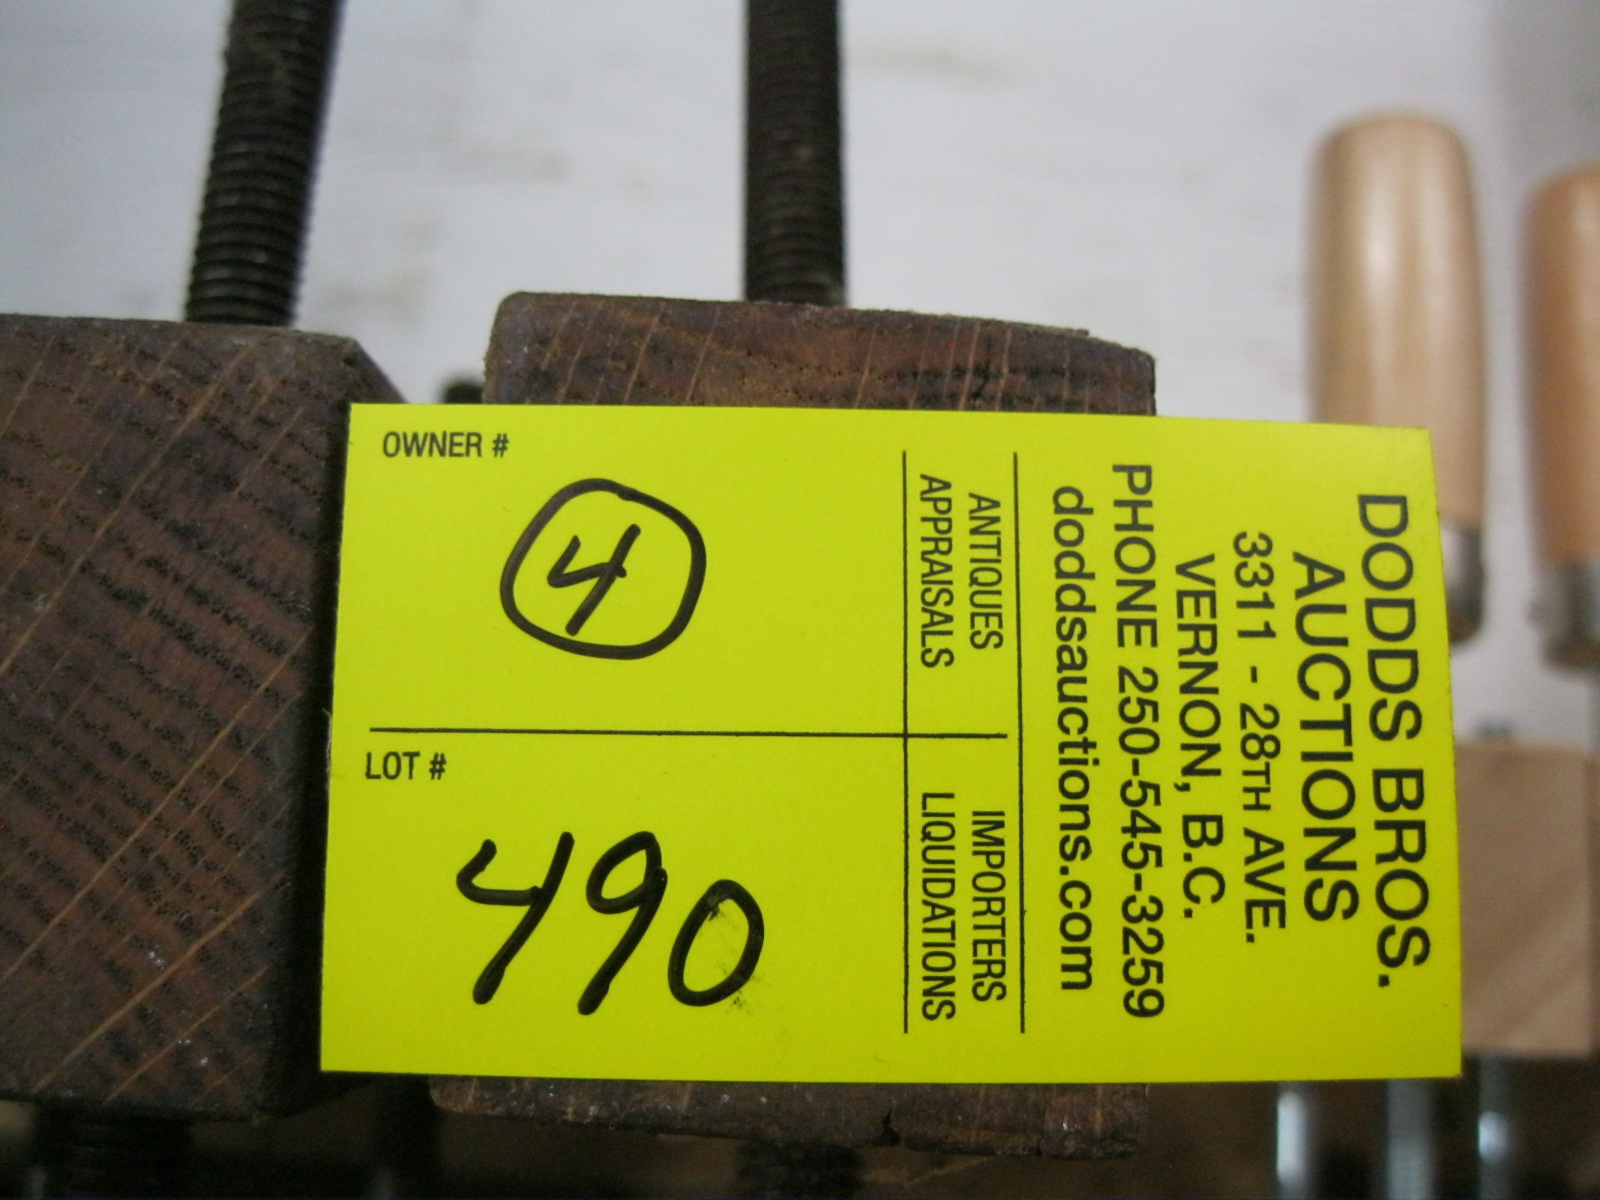 OWNER #
4
LOT #
490
DODDS BROS.
AUCTIONS
3311 - 28TH AVE.
VERNON, B.C.
PHONE 250-545-3259
doddsauctions.com
ANTIQUES
APPRAISALS
IMPORTERS
LIQUIDATIONS